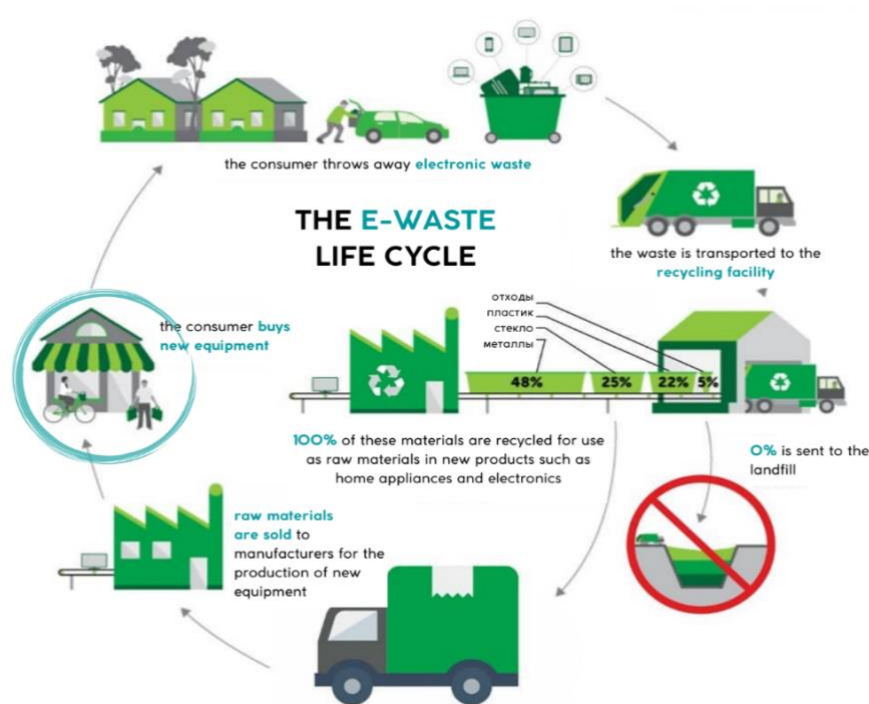 the consumer throws away electronic waste
THE E-WASTE
LIFE CYCLE
the waste is transported to the
recycling facility
the consumer buys
new equipment
отходы
пластик
стекло
металлы
48%
25%
22%
5%
100% of these materials are recycled for use
as raw materials in new products such as
home appliances and electronics
0% is sent to the
landfill
raw materials
are sold to
manufacturers for the
production of new
equipment